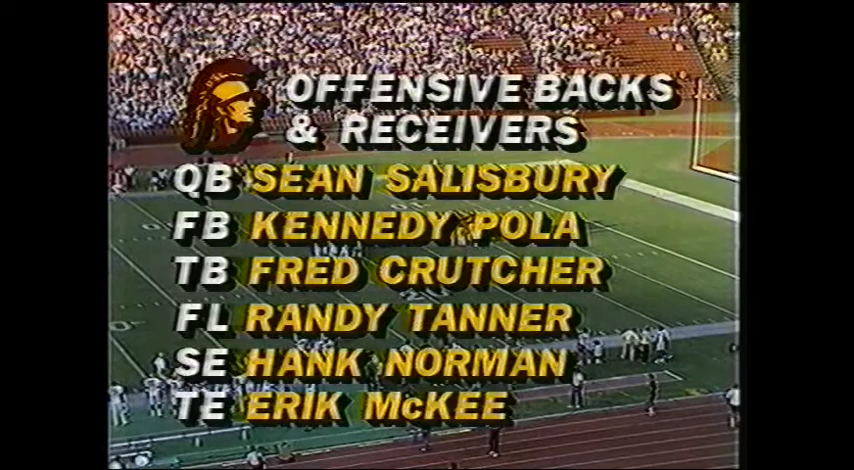 OFFENSIVE BACKS
& RECEIVERS
QB SEAN SALISBURY
FB KENNEDY POLA
TB FRED CRUTCHER
FL RANDY TANNER
SE HANK NORMAN
TE ERIK McKEE